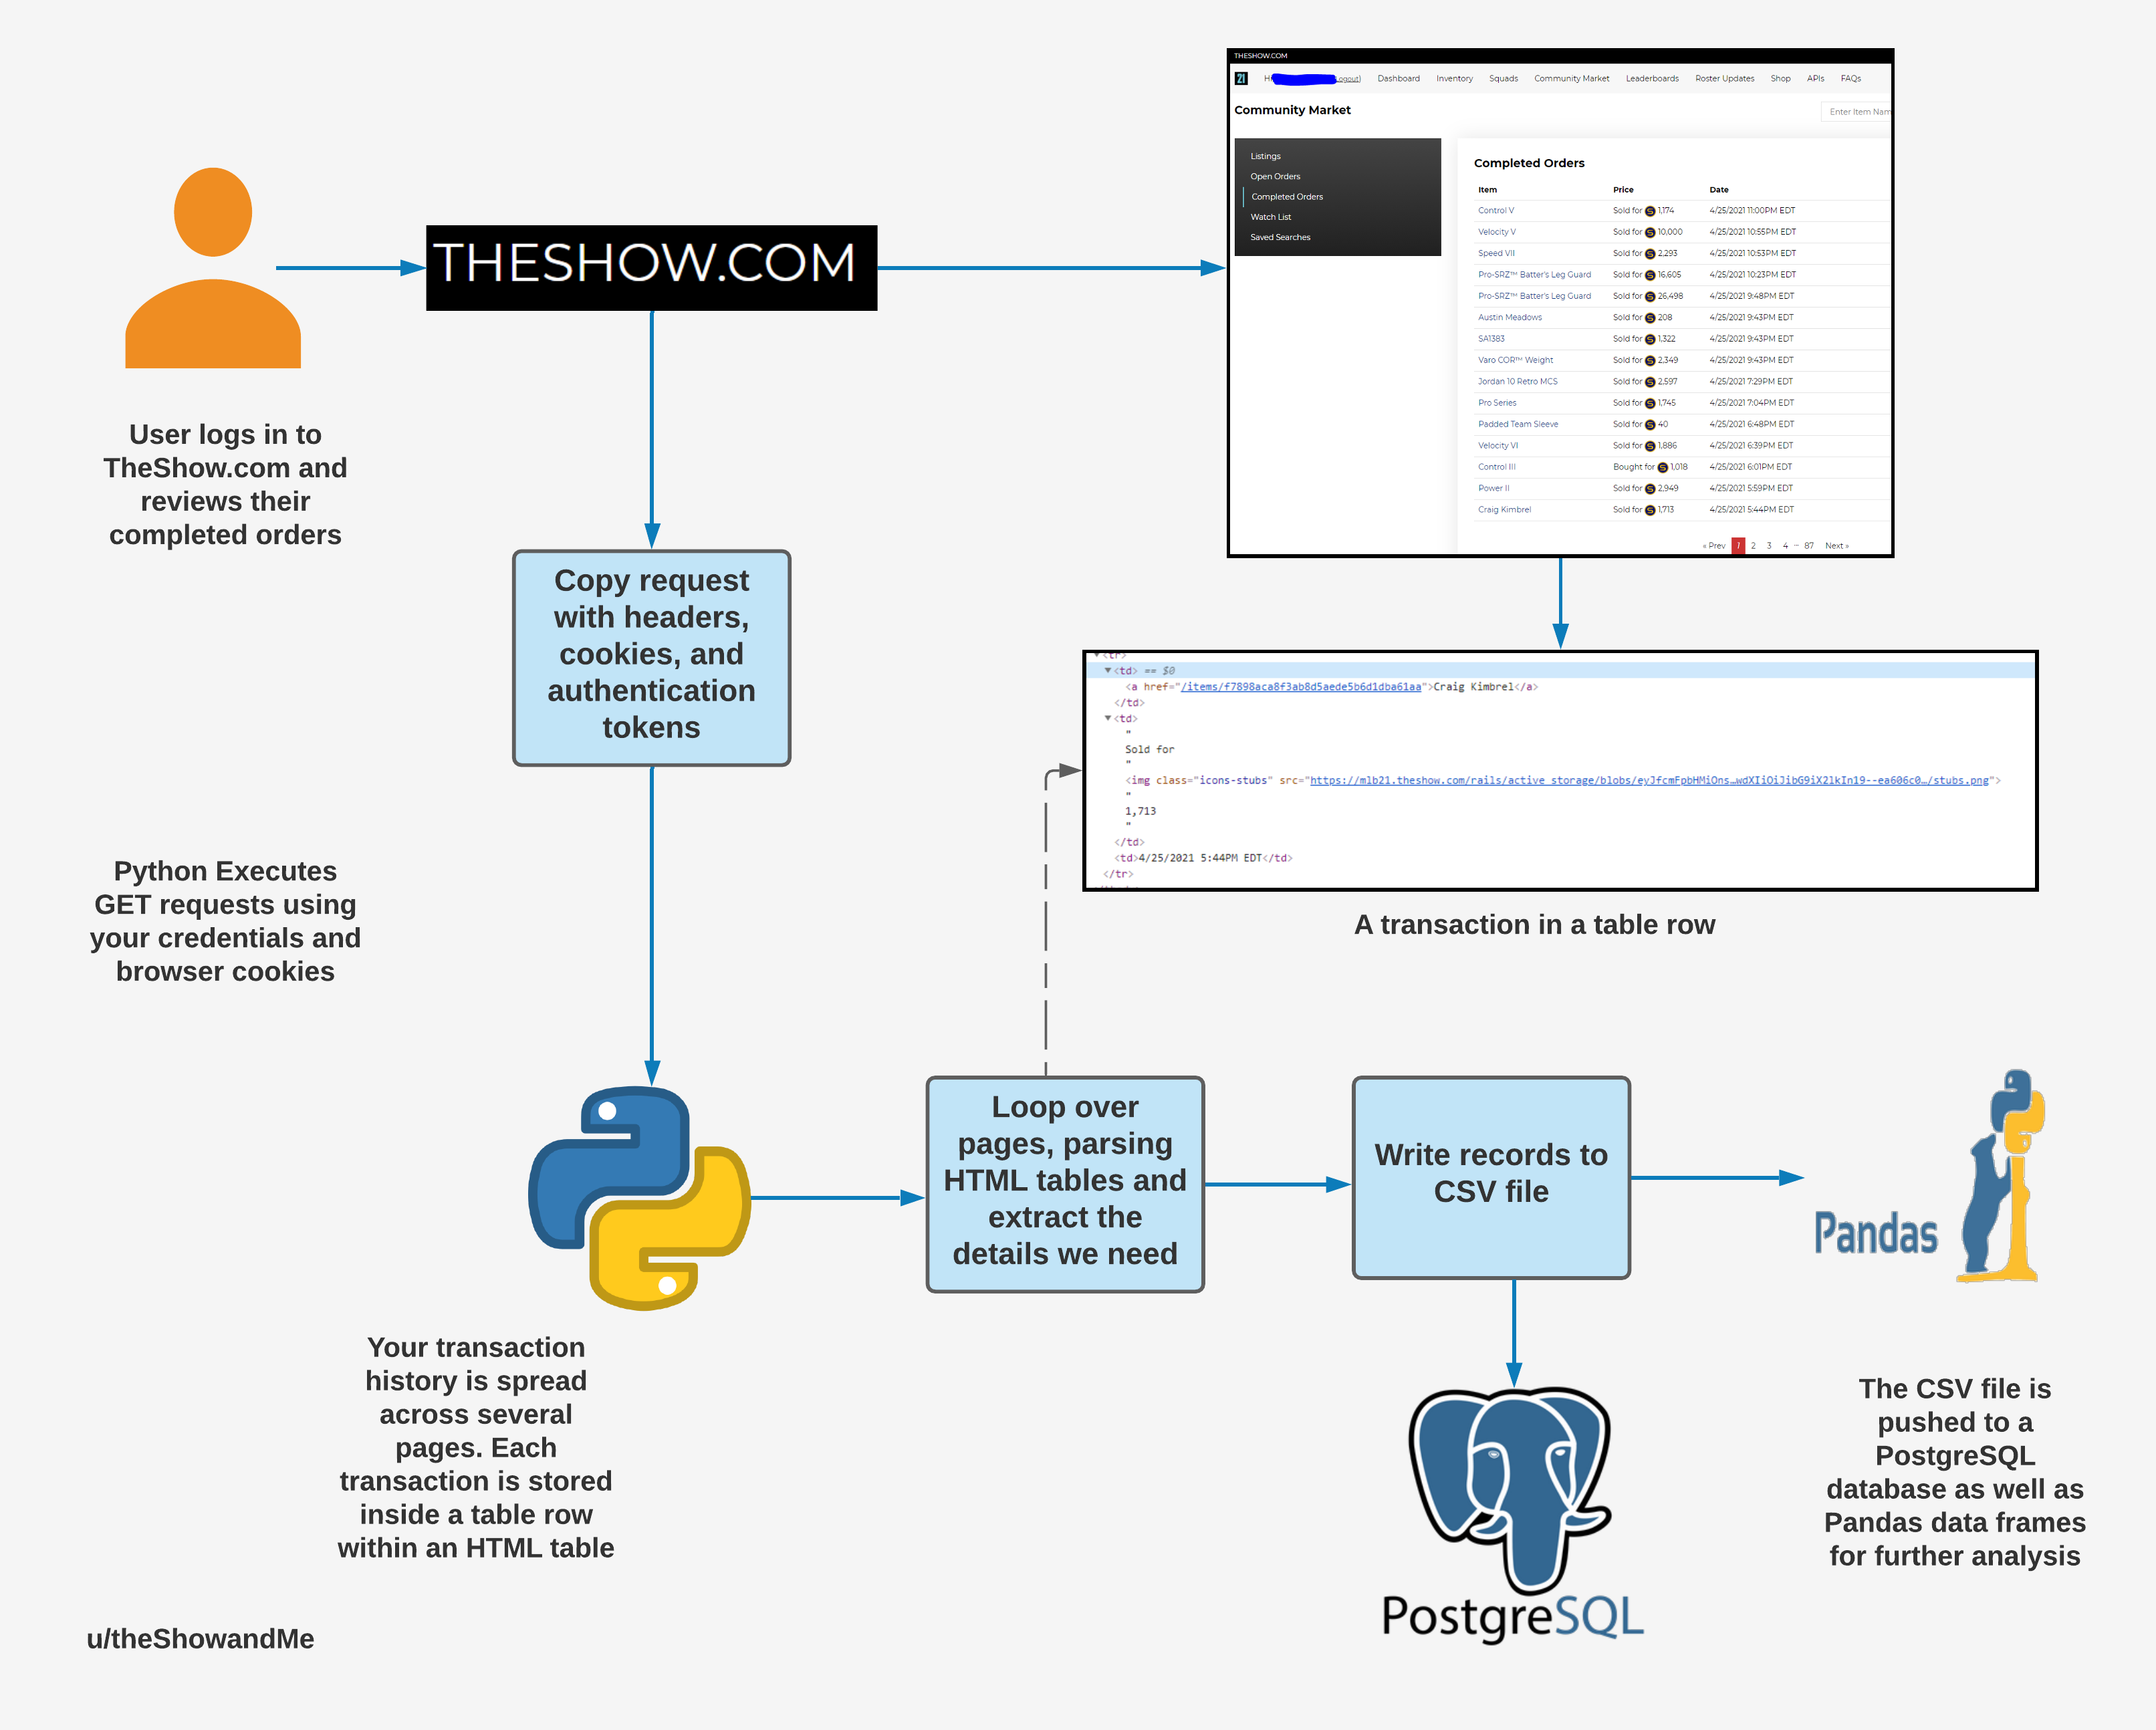 THESHOW.COM
21 H (Logout) Dashboard Inventory Squads Community Market Leaderboards Roster Updates Shop APIs FAQs
Community Market
Enter Item Nam
Listings
Open Orders
Completed Orders
Watch List
Saved Searches
Completed Orders
Item Price Date
Control V Sold for 1,174 4/25/2021 11:00PM EDT
Velocity V Sold for 10,000 4/25/2021 10:55PM EDT
Speed VII Sold for 2,293 4/25/2021 10:53PM EDT
Pro-SRZ™ Batter's Leg Guard Sold for 16,605 4/25/2021 10:23PM EDT
Pro-SRZ™ Batter's Leg Guard Sold for 26,498 4/25/2021 9:48PM EDT
Austin Meadows Sold for 208 4/25/2021 9:43PM EDT
SA1383 Sold for 1,322 4/25/2021 9:43PM EDT
Varo COR™ Weight Sold for 2,349 4/25/2021 9:43PM EDT
Jordan 10 Retro MCS Sold for 2,597 4/25/2021 7:29PM EDT
Pro Series Sold for 1,745 4/25/2021 7:04PM EDT
Padded Team Sleeve Sold for 40 4/25/2021 6:48PM EDT
Velocity VI Sold for 1,886 4/25/2021 6:39PM EDT
Control III Bought for 1,018 4/25/2021 6:01PM EDT
Power II Sold for 2,949 4/25/2021 5:59PM EDT
Craig Kimbrel Sold for 1,713 4/25/2021 5:44PM EDT
« Prev 1 2 3 4 ... 87 Next »
THESHOW.COM
User logs in to
TheShow.com and
reviews their
completed orders
Copy request
with headers,
cookies, and
authentication
tokens
<tr>
<td> == $0
<a href="/items/f7898aca8f3ab8d5aede5b6d1dba61aa">Craig Kimbrel</a>
</td>
<td>
"
Sold for
"
<img class="icons-stubs" src="https://mlb21.theshow.com/rails/active_storage/blobs/eyJfcmFpbHMiOns…wdXIiOiJibG9iX2lkIn19--ea606c0…/stubs.png">
"
1,713
"
</td>
<td>4/25/2021 5:44PM EDT</td>
</tr>
A transaction in a table row
Python Executes
GET requests using
your credentials and
browser cookies
Loop over
pages, parsing
HTML tables and
extract the
details we need
Write records to
CSV file
Pandas
Your transaction
history is spread
across several
pages. Each
transaction is stored
inside a table row
within an HTML table
PostgreSQL
The CSV file is
pushed to a
PostgreSQL
database as well as
Pandas data frames
for further analysis
u/theShowandMe